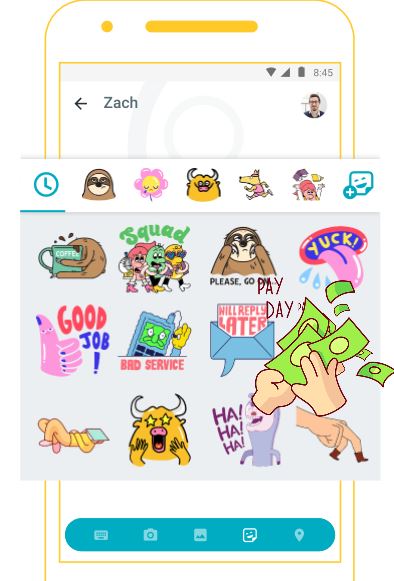 8:45
Zach
COFFEE
Squad
PLEASE, GO
YUCK!
PAY
DAY
GOOD
JOB
!
WILL REPLY
LATER
BAD SERVICE
HA!
HA!
HA!